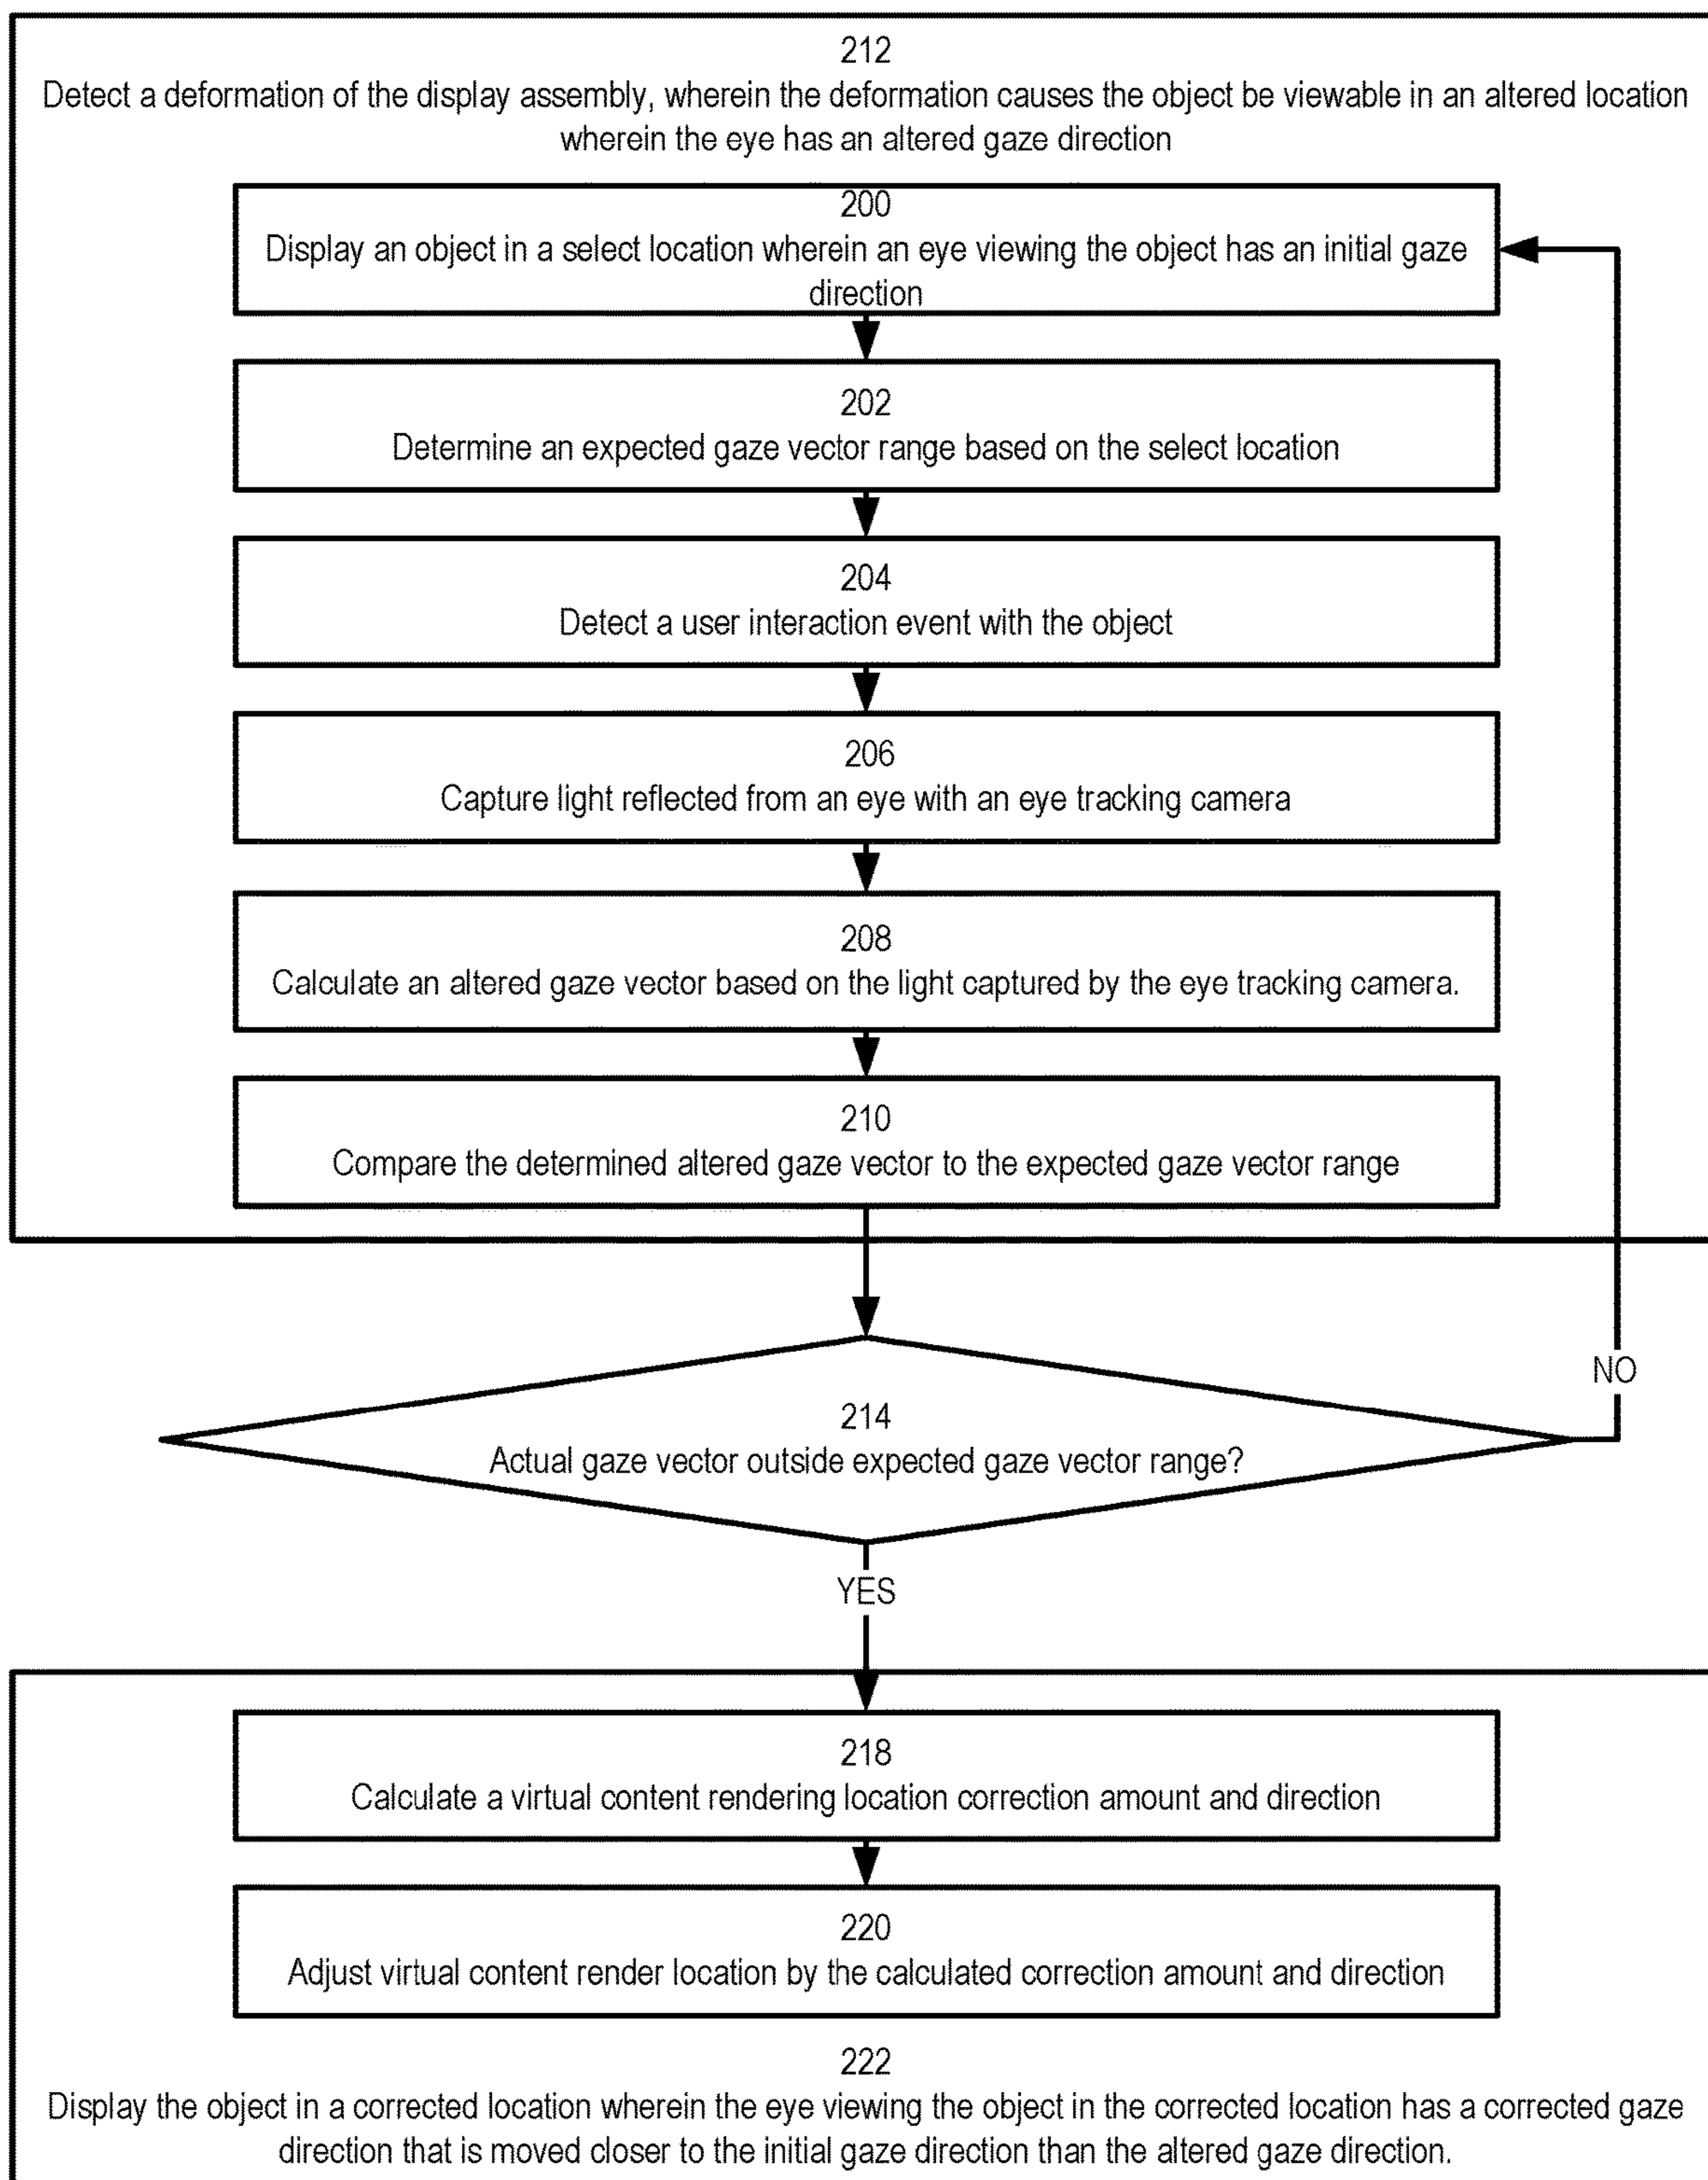 212
Detect a deformation of the display assembly, wherein the deformation causes the object be viewable in an altered location
wherein the eye has an altered gaze direction
200
Display an object in a select location wherein an eye viewing the object has an initial gaze
direction
202
Determine an expected gaze vector range based on the select location
204
Detect a user interaction event with the object
206
Capture light reflected from an eye with an eye tracking camera
208
Calculate an altered gaze vector based on the light captured by the eye tracking camera.
210
Compare the determined altered gaze vector to the expected gaze vector range
NO
214
Actual gaze vector outside expected gaze vector range?
YES
218
Calculate a virtual content rendering location correction amount and direction
220
Adjust virtual content render location by the calculated correction amount and direction
222
Display the object in a corrected location wherein the eye viewing the object in the corrected location has a corrected gaze
direction that is moved closer to the initial gaze direction than the altered gaze direction.